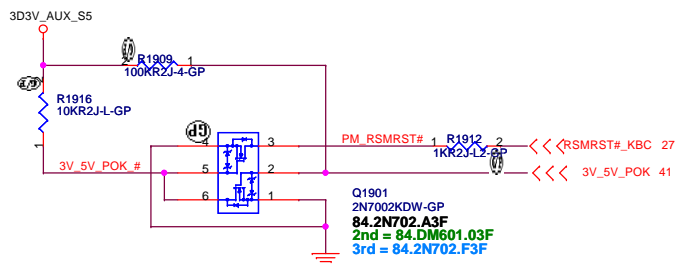 3D3V_AUX_S5
R1909
2 1
100KR2J-4-GP
R1916
10KR2J-L-GP
1
3V_5V_POK_#
GP
4 3
5 2
6 1
PM_RSMRST#
R1912
1 2
1KR2J-L2-GP
RSMRST#_KBC 27
3V_5V_POK 41
Q1901
2N7002KDW-GP
84.2N702.A3F
2nd = 84.DM601.03F
3rd = 84.2N702.F3F